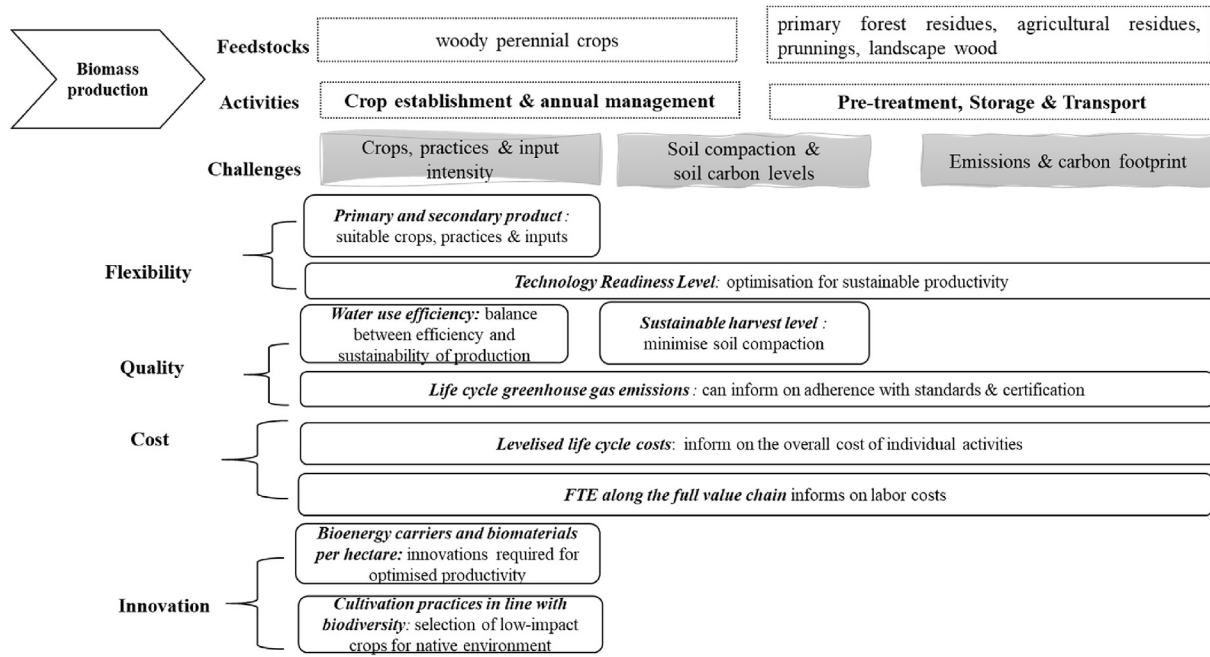 Biomass
production
Feedstocks
woody perennial crops
primary forest residues, agricultural residues,
prunnings, landscape wood
Activities
Crop establishment & annual management
Pre-treatment, Storage & Transport
Challenges
Crops, practices & input
intensity
Soil compaction &
soil carbon levels
Emissions & carbon footprint
Flexibility
Primary and secondary product :
suitable crops, practices & inputs
Technology Readiness Level: optimisation for sustainable productivity
Quality
Water use efficiency: balance
between efficiency and
sustainability of production
Sustainable harvest level :
minimise soil compaction
Life cycle greenhouse gas emissions : can inform on adherence with standards & certification
Cost
Levelised life cycle costs: inform on the overall cost of individual activities
FTE along the full value chain informs on labor costs
Innovation
Bioenergy carriers and biomaterials
per hectare: innovations required for
optimised productivity
Cultivation practices in line with
biodiversity: selection of low-impact
crops for native environment